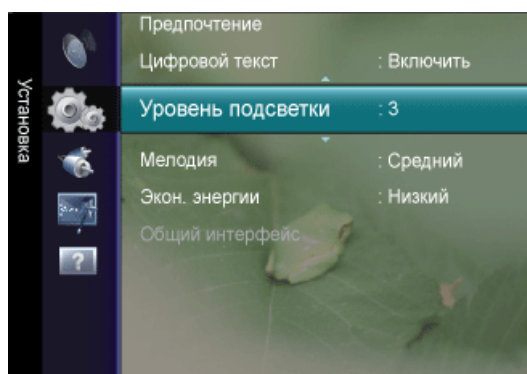 Установка
Предпочтение
Цифровой текст : Включить
Уровень подсветки : 3
Мелодия : Средний
Экон. энергии : Низкий
Общий интерфейс
?